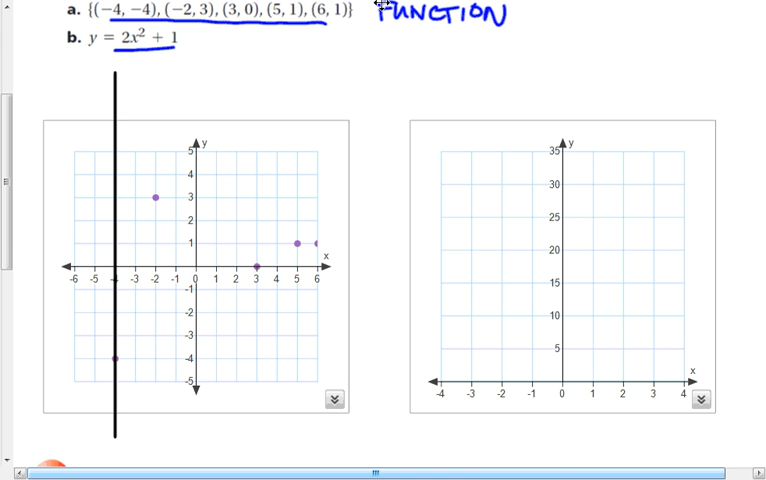 a. {(−4, −4), (−2, 3), (3, 0), (5, 1), (6, 1)} FUNCTION
b. y = 2x² + 1
y
5
4
3
2
1
x
-6 -5 -4 -3 -2 -1 0 1 2 3 4 5 6
-1
-2
-3
-4
-5
y
35
30
25
20
15
10
5
x
-4 -3 -2 -1 0 1 2 3 4